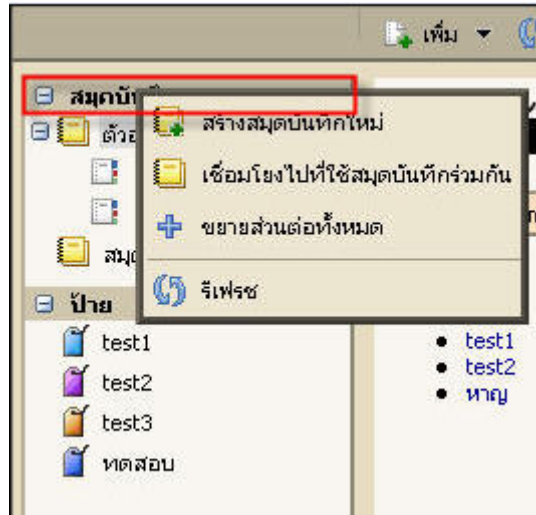 เพิ่ม
สร้างสมุดบันทึกใหม่
เชื่อมโยงไปที่ใช้สมุดบันทึกร่วมกัน
ขยายส่วนต่อทั้งหมด
รีเฟรช
ป้าย
test1
test2
test3
ทดสอบ
test1
test2
หาญ